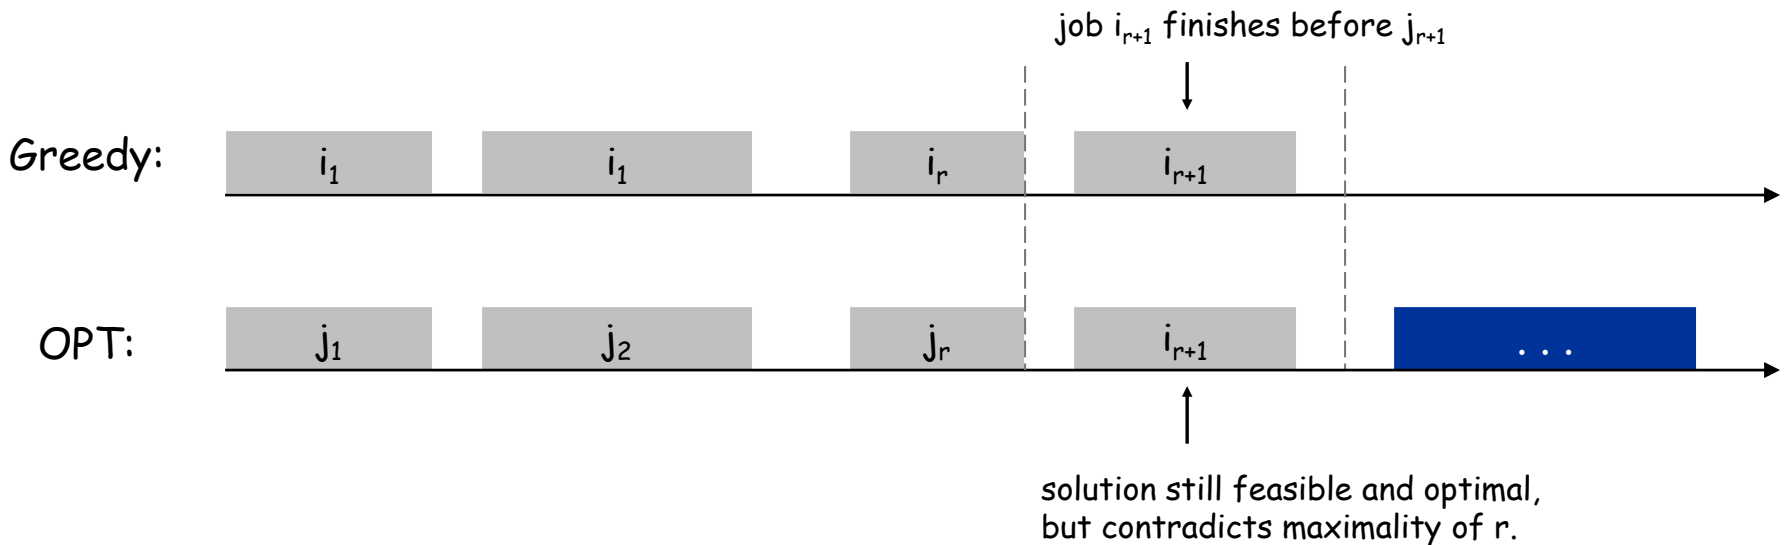 job i_{r+1} finishes before j_{r+1}
Greedy: i_1 i_1 i_r i_{r+1}
OPT: j_1 j_2 j_r i_{r+1} . . .
solution still feasible and optimal,
but contradicts maximality of r.